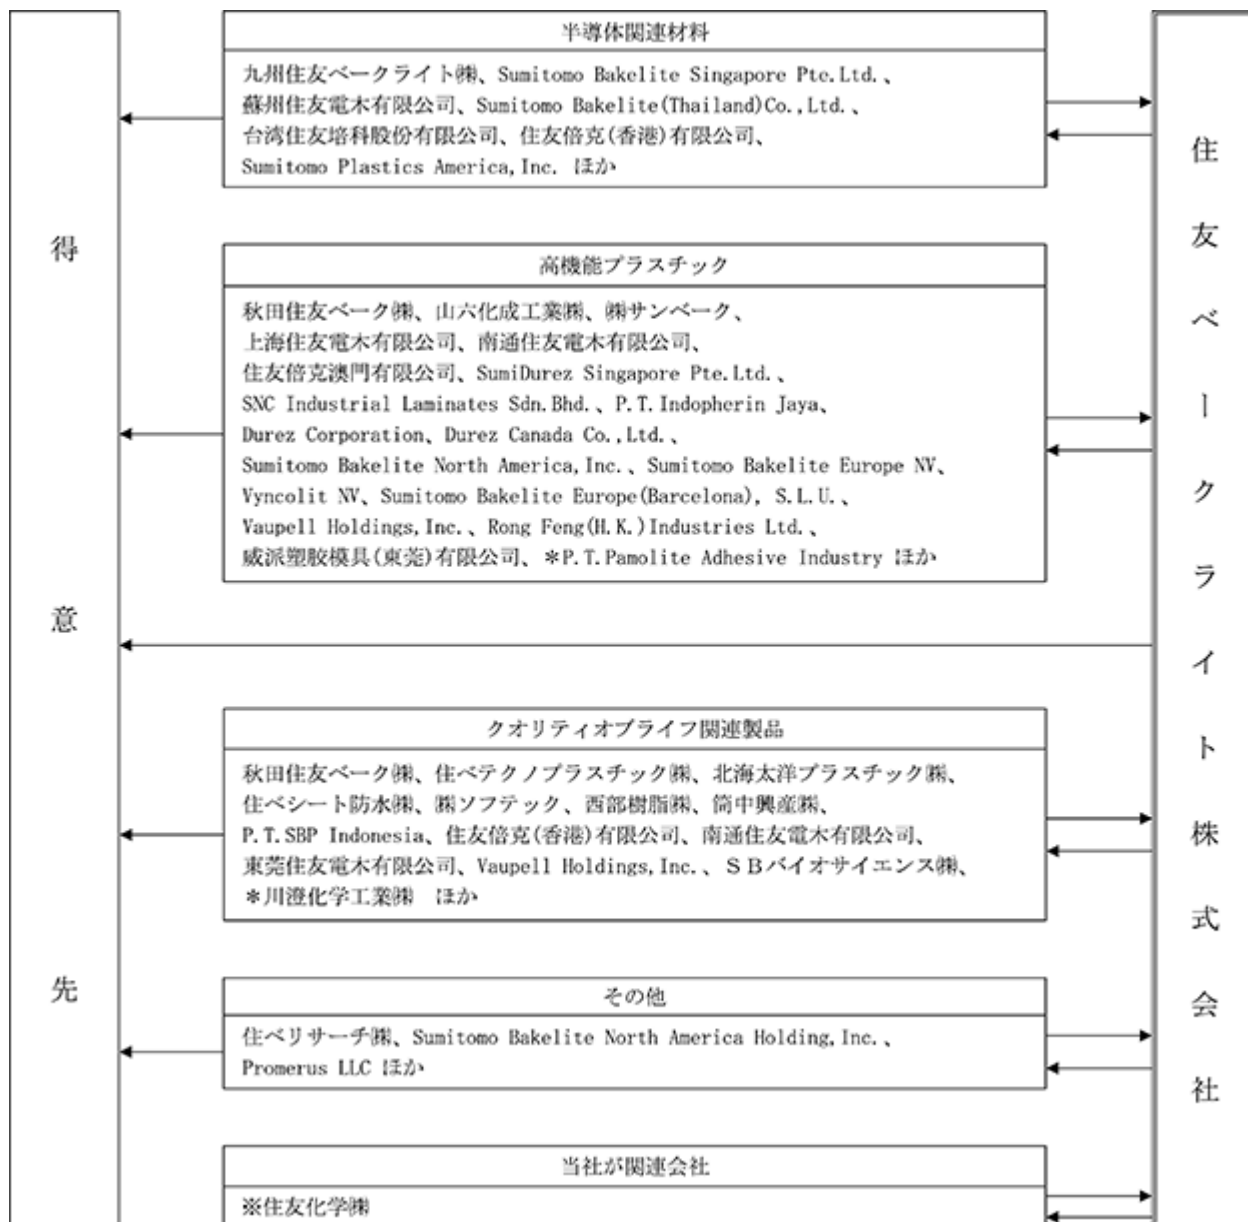 得意先
半導体関連材料
九州住友ベークライト㈱、Sumitomo Bakelite Singapore Pte.Ltd.、
蘇州住友電木有限公司、Sumitomo Bakelite(Thailand)Co.,Ltd.、
台湾住友培科股份有限公司、住友倍克(香港)有限公司、
Sumitomo Plastics America,Inc. ほか
高機能プラスチック
秋田住友ベーク㈱、山六化成工業㈱、㈱サンベーク、
上海住友電木有限公司、南通住友電木有限公司、
住友倍克澳門有限公司、SumiDurez Singapore Pte.Ltd.、
SNC Industrial Laminates Sdn.Bhd.、P.T.Indopherin Jaya、
Durez Corporation、Durez Canada Co.,Ltd.、
Sumitomo Bakelite North America,Inc.、Sumitomo Bakelite Europe NV、
Vyncolit NV、Sumitomo Bakelite Europe(Barcelona), S.L.U.、
Vaupell Holdings,Inc.、Rong Feng(H.K.)Industries Ltd.、
威派塑胶模具(東莞)有限公司、＊P.T.Pamolite Adhesive Industry ほか
クオリティオブライフ関連製品
秋田住友ベーク㈱、住ベテクノプラスチック㈱、北海太洋プラスチック㈱、
住ベシート防水㈱、㈱ソフテック、西部樹脂㈱、筒中興産㈱、
P.T.SBP Indonesia、住友倍克(香港)有限公司、南通住友電木有限公司、
東莞住友電木有限公司、Vaupell Holdings,Inc.、ＳＢバイオサイエンス㈱、
＊川澄化学工業㈱　ほか
その他
住ベリサーチ㈱、Sumitomo Bakelite North America Holding,Inc.、
Promerus LLC ほか
当社が関連会社
※住友化学㈱
住友ベークライト株式会社